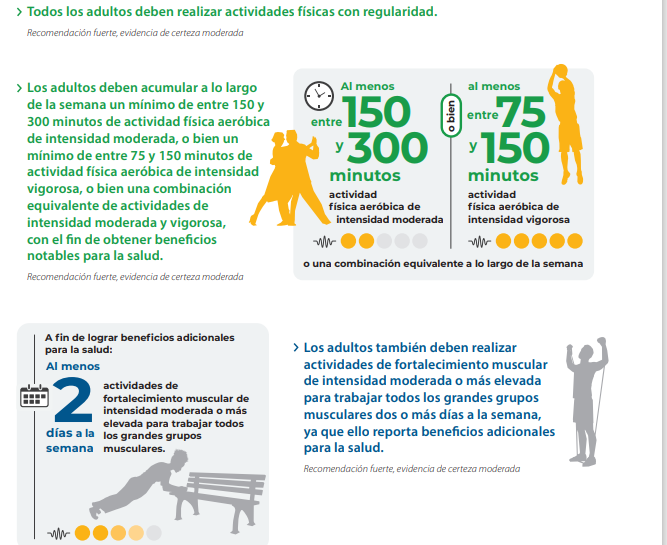 > Todos los adultos deben realizar actividades físicas con regularidad.
Recomendación fuerte, evidencia de certeza moderada
> Los adultos deben acumular a lo largo
de la semana un mínimo de entre 150 y
300 minutos de actividad física aeróbica
de intensidad moderada, o bien un
mínimo de entre 75 y 150 minutos de
actividad física aeróbica de intensidad
vigorosa, o bien una combinación
equivalente de actividades de
intensidad moderada y vigorosa,
con el fin de obtener beneficios
notables para la salud.
Recomendación fuerte, evidencia de certeza moderada
Al menos
entre 150
y 300
minutos
actividad
física aeróbica de
intensidad moderada
o bien
al menos
entre 75
y 150
minutos
actividad
física aeróbica de
intensidad vigorosa
o una combinación equivalente a lo largo de la semana
A fin de lograr beneficios adicionales
para la salud:
Al menos
2
días a la
semana
actividades de
fortalecimiento muscular de
intensidad moderada o más
elevada para trabajar todos
los grandes grupos
musculares.
> Los adultos también deben realizar
actividades de fortalecimiento muscular
de intensidad moderada o más elevada
para trabajar todos los grandes grupos
musculares dos o más días a la semana,
ya que ello reporta beneficios adicionales
para la salud.
Recomendación fuerte, evidencia de certeza moderada